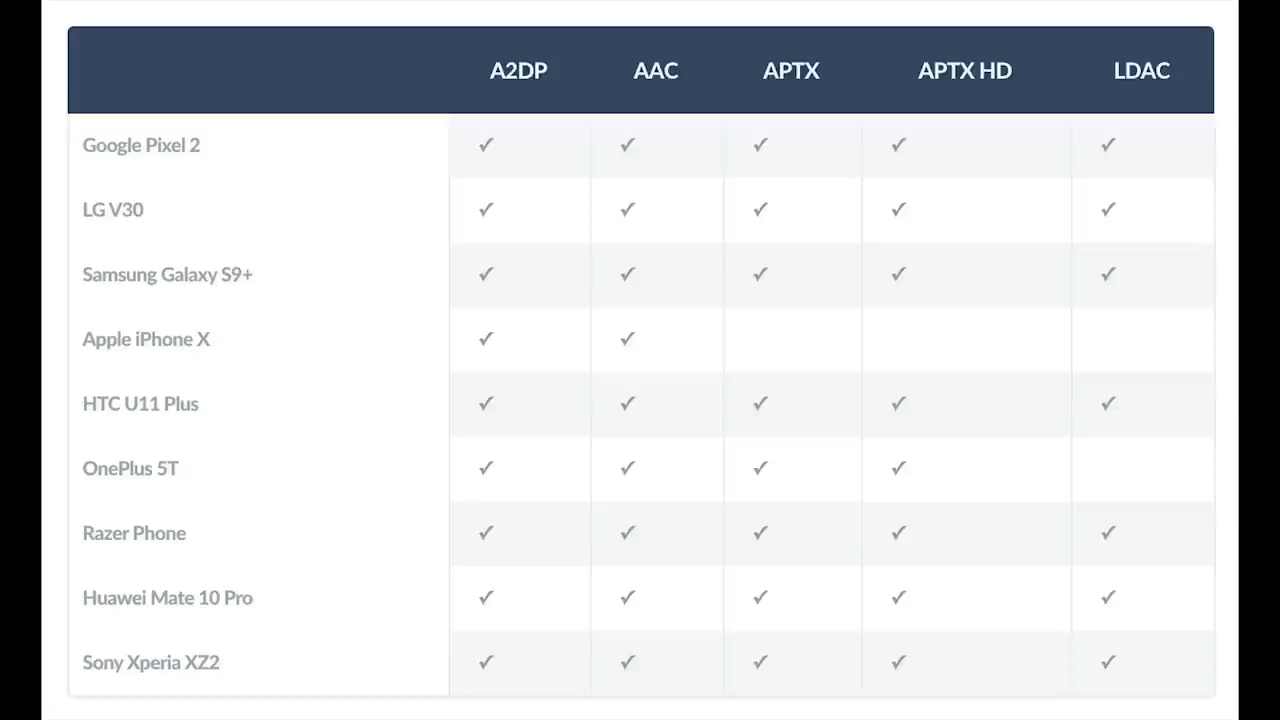 A2DP AAC APTX APTX HD LDAC
Google Pixel 2 ✓ ✓ ✓ ✓ ✓
LG V30 ✓ ✓ ✓ ✓ ✓
Samsung Galaxy S9+ ✓ ✓ ✓ ✓ ✓
Apple iPhone X ✓ ✓
HTC U11 Plus ✓ ✓ ✓ ✓ ✓
OnePlus 5T ✓ ✓ ✓ ✓
Razer Phone ✓ ✓ ✓ ✓ ✓
Huawei Mate 10 Pro ✓ ✓ ✓ ✓ ✓
Sony Xperia XZ2 ✓ ✓ ✓ ✓ ✓